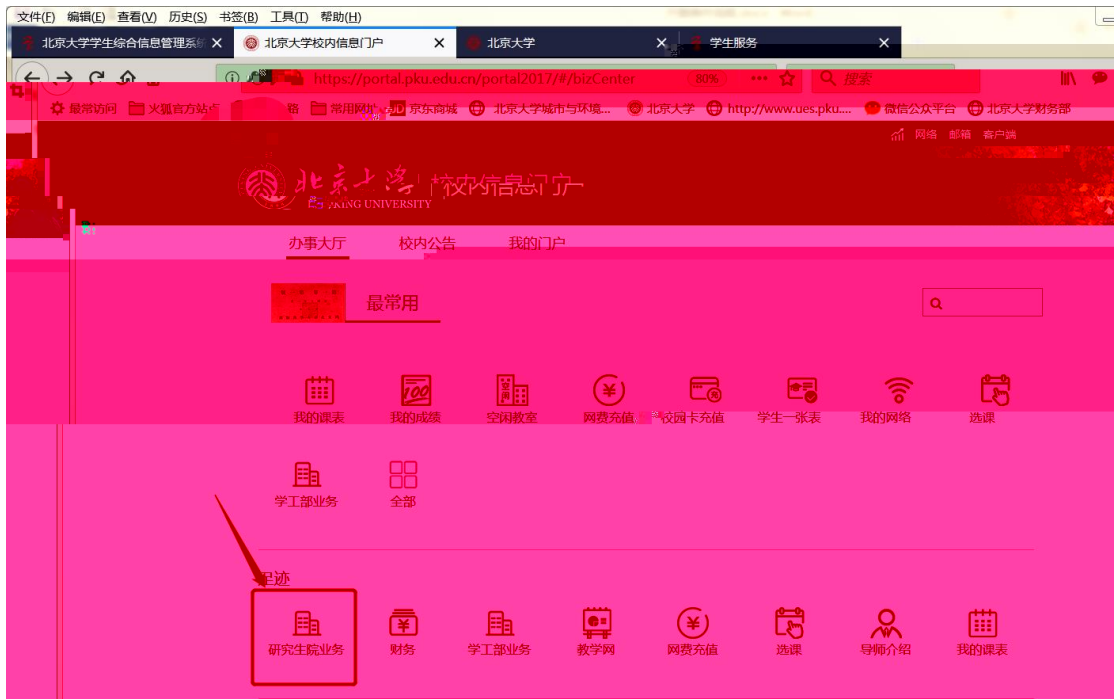 文件(F) 编辑(E) 查看(V) 历史(S) 书签(B) 工具(T) 帮助(H)
北京大学学生综合信息管理系统 北京大学校内信息门户 北京大学 学生服务
https://portal.pku.edu.cn/portal2017/#/bizCenter 80% 搜索
最常访问 火狐官方站点 常用网址 JD 京东商城 北京大学城市与环境... 北京大学 http://www.ues.pku.... 微信公众平台 北京大学财务部
网络 邮箱 客户端
北京大学 校内信息门户
PEKING UNIVERSITY
办事大厅 校内公告 我的门户
最常用
我的课表 我的成绩 空闲教室 网费充值 校园卡充值 学生一张表 我的网络 选课
学工部业务 全部
足迹
研究生院业务 财务 学工部业务 教学网 网费充值 选课 导师介绍 我的课表